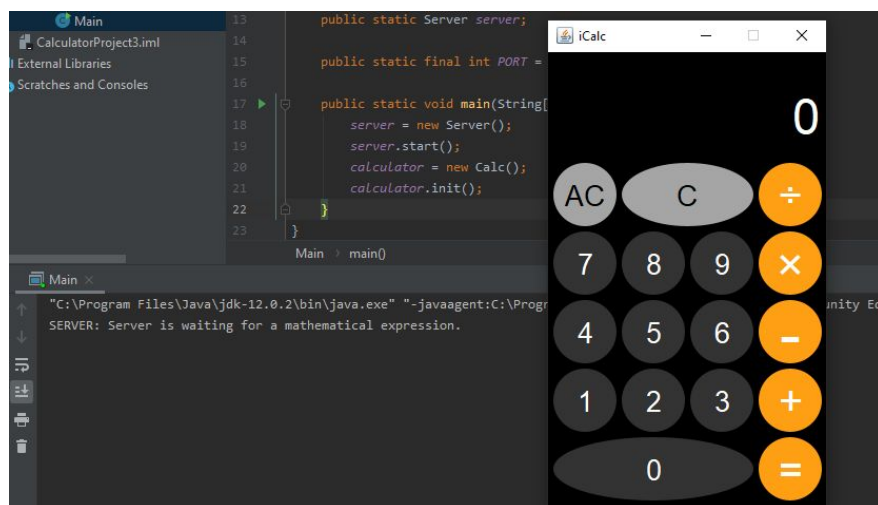 Main
CalculatorProject3.iml
External Libraries
Scratches and Consoles
13 public static Server server;
14
15 public static final int PORT =
16
17 public static void main(String[
18 server = new Server();
19 server.start();
20 calculator = new Calc();
21 calculator.init();
22 }
23 }
Main > main()
Main ×
"C:\Program Files\Java\jdk-12.0.2\bin\java.exe" "-javaagent:C:\Progr
SERVER: Server is waiting for a mathematical expression.
iCalc
0
AC C ÷
7 8 9 ×
4 5 6 -
1 2 3 +
0 =